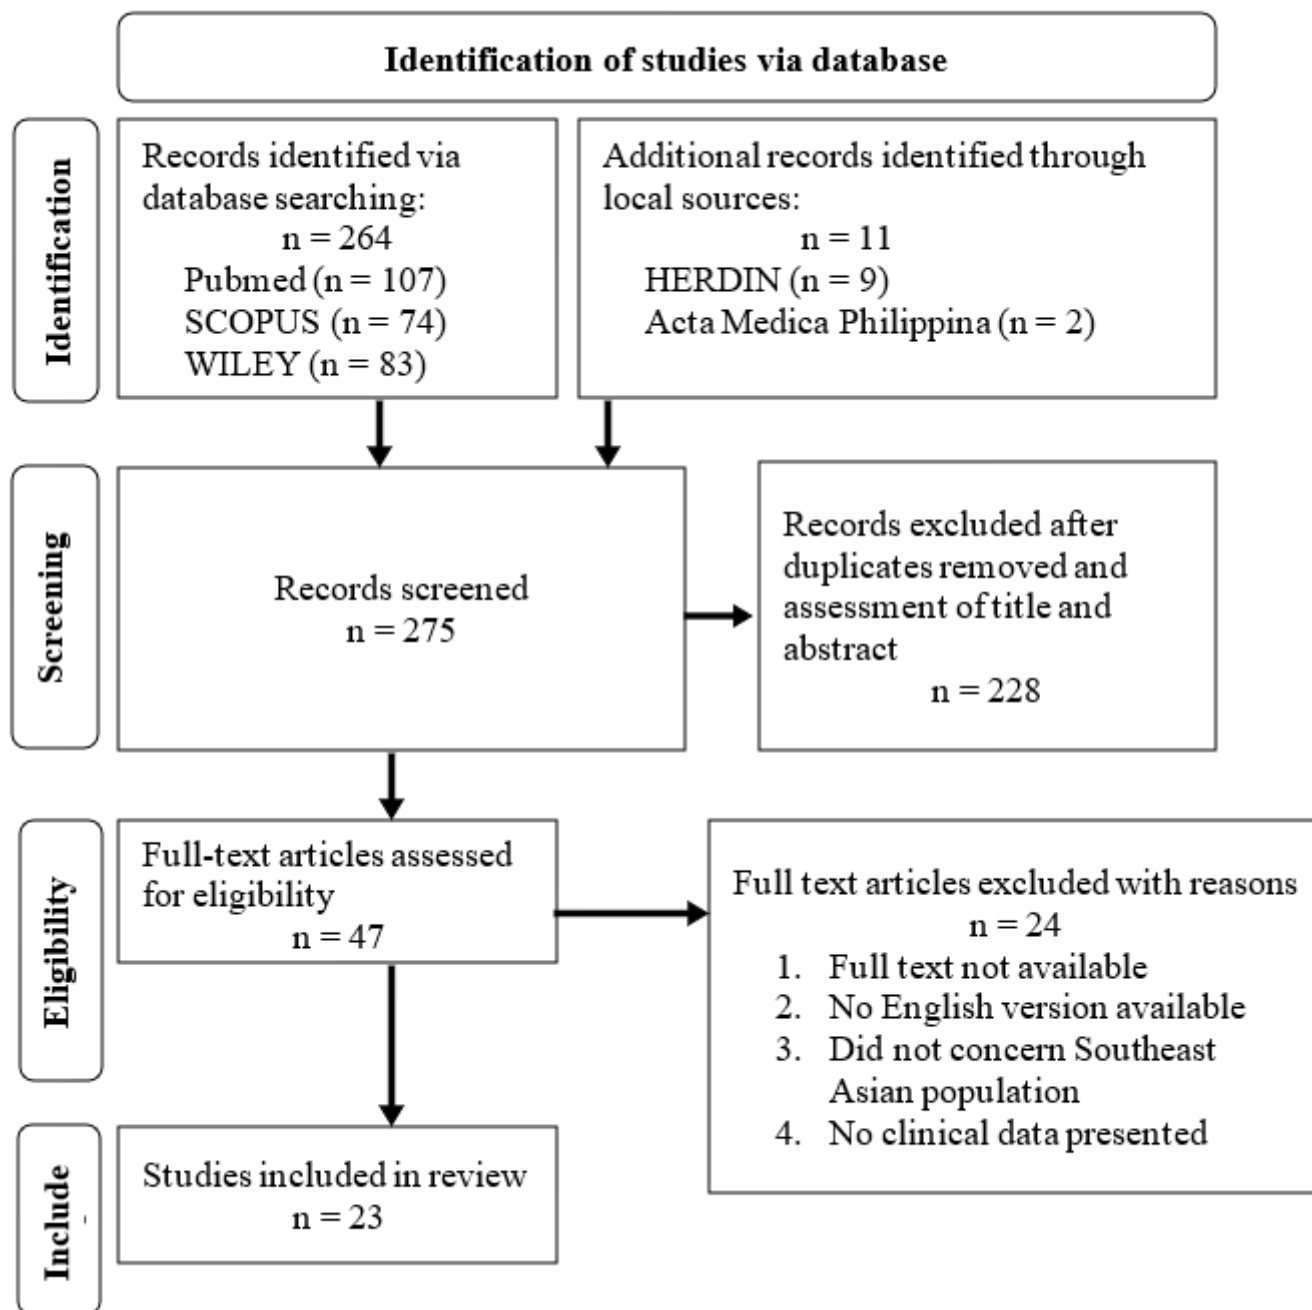 Identification of studies via database
Identification
Records identified via
database searching:
n = 264
Pubmed (n = 107)
SCOPUS (n = 74)
WILEY (n = 83)
Additional records identified through
local sources:
n = 11
HERDIN (n = 9)
Acta Medica Philippina (n = 2)
Screening
Records screened
n = 275
Records excluded after
duplicates removed and
assessment of title and
abstract
n = 228
Eligibility
Full-text articles assessed
for eligibility
n = 47
Full text articles excluded with reasons
n = 24
1. Full text not available
2. No English version available
3. Did not concern Southeast
Asian population
4. No clinical data presented
Include
Studies included in review
n = 23